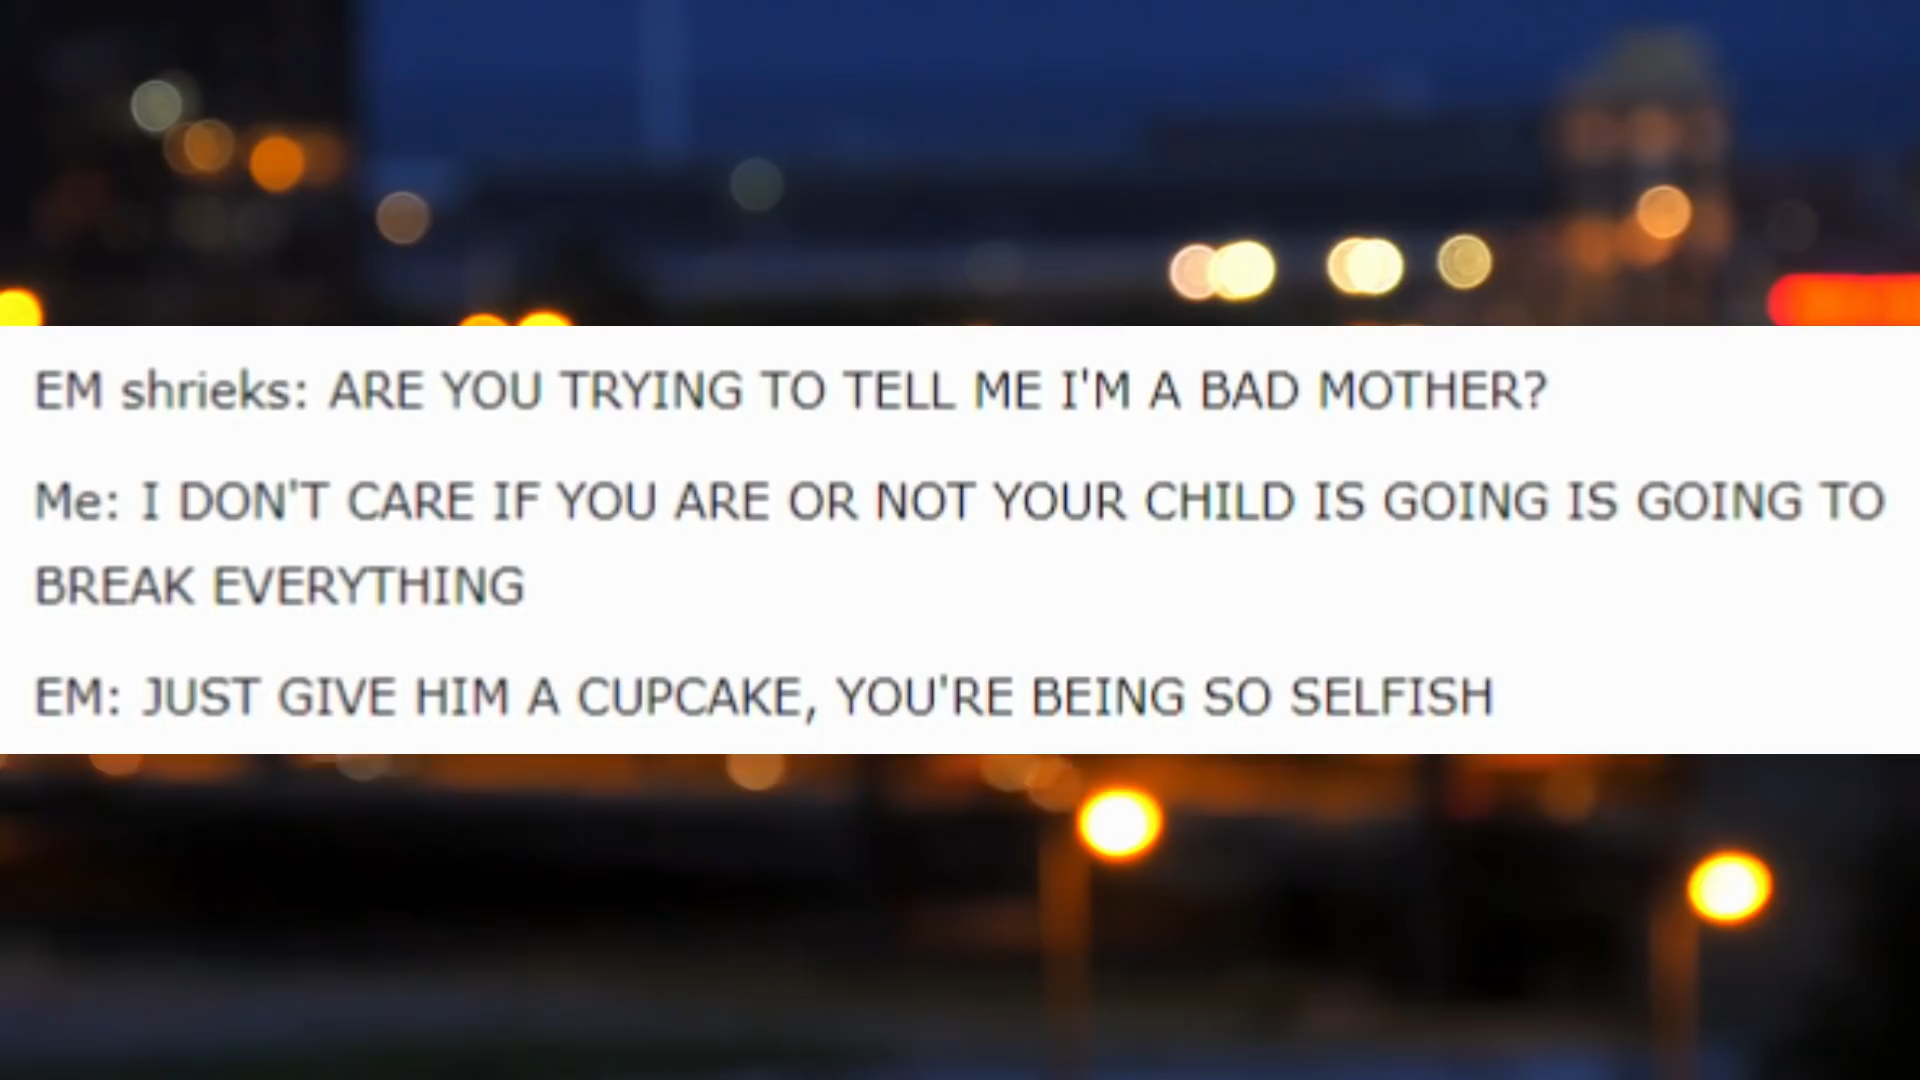 EM shrieks: ARE YOU TRYING TO TELL ME I'M A BAD MOTHER?
Me: I DON'T CARE IF YOU ARE OR NOT YOUR CHILD IS GOING IS GOING TO
BREAK EVERYTHING
EM: JUST GIVE HIM A CUPCAKE, YOU'RE BEING SO SELFISH